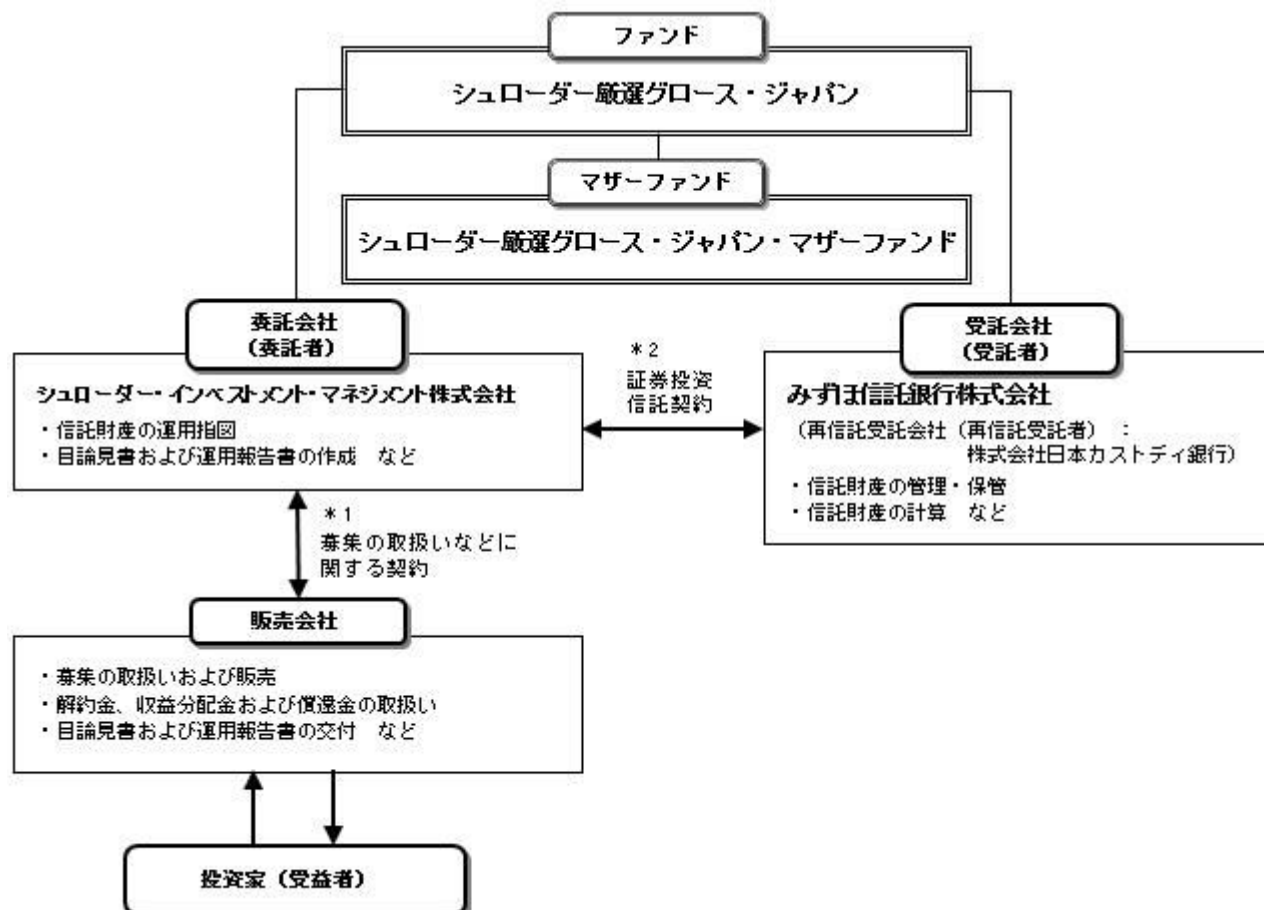 ファンド
シュローダー厳選グロース・ジャパン
マザーファンド
シュローダー厳選グロース・ジャパン・マザーファンド
委託会社
(委託者)
シュローダー・インベストメント・マネジメント株式会社
・信託財産の運用指図
・目論見書および運用報告書の作成 など
*2
証券投資
信託契約
受託会社
(受託者)
みずほ信託銀行株式会社
(再信託受託会社(再信託受託者) :
株式会社日本カストディ銀行)
・信託財産の管理・保管
・信託財産の計算 など
*1
募集の取扱いなどに
関する契約
販売会社
・募集の取扱いおよび販売
・解約金、収益分配金および償還金の取扱い
・目論見書および運用報告書の交付 など
投資家(受益者)